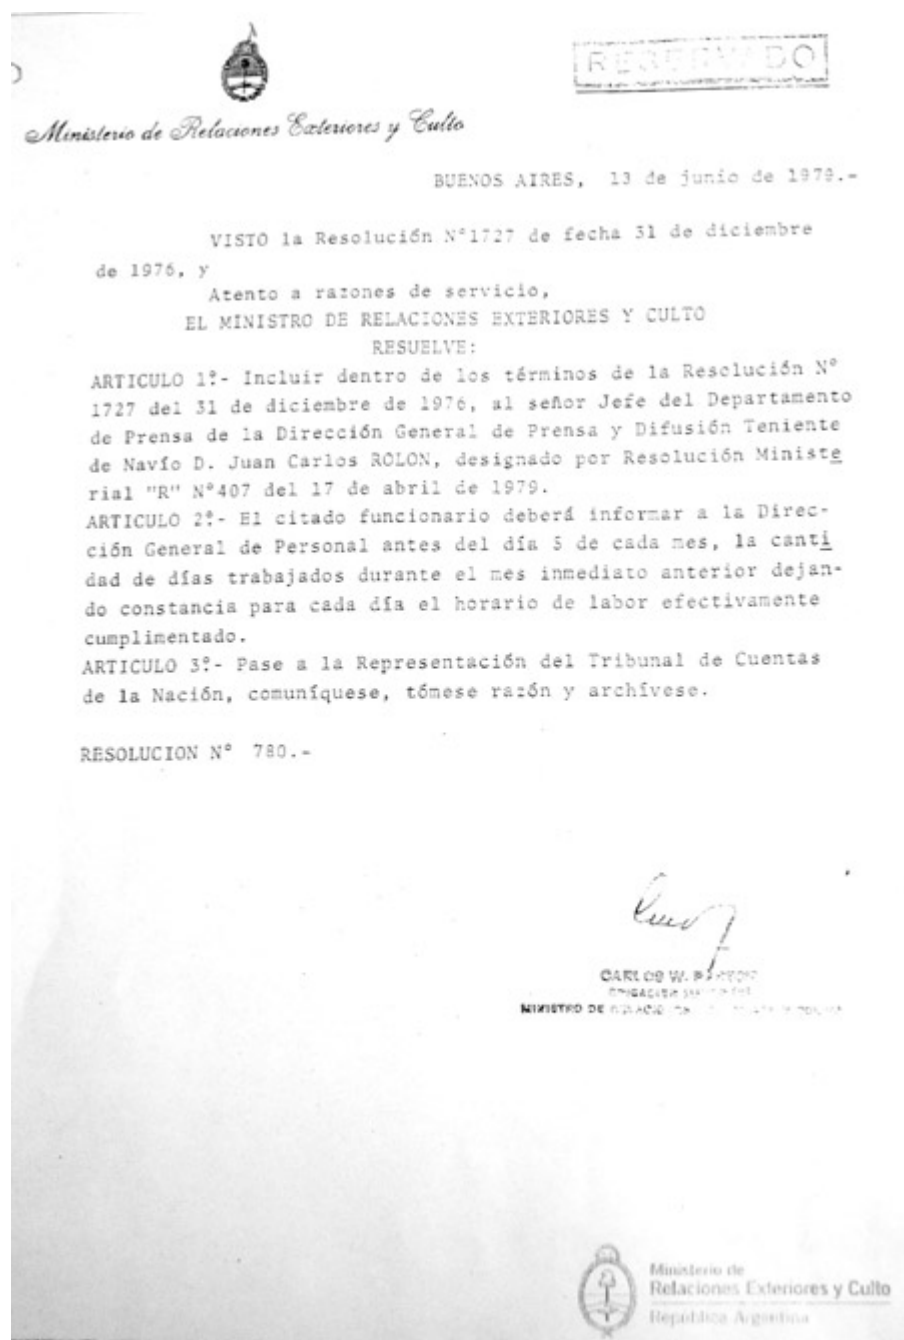 RESERVADO
Ministerio de Relaciones Exteriores y Culto
BUENOS AIRES, 13 de junio de 1979.-
VISTO la Resolución N°1727 de fecha 31 de diciembre
de 1976, y
Atento a razones de servicio,
EL MINISTRO DE RELACIONES EXTERIORES Y CULTO
RESUELVE:
ARTICULO 1º.- Incluir dentro de los términos de la Resolución N°
1727 del 31 de diciembre de 1976, al señor Jefe del Departamento
de Prensa de la Dirección General de Prensa y Difusión Teniente
de Navío D. Juan Carlos ROLON, designado por Resolución Ministe
rial "R" N°407 del 17 de abril de 1979.
ARTICULO 2º.- El citado funcionario deberá informar a la Direc-
ción General de Personal antes del día 5 de cada mes, la canti
dad de días trabajados durante el mes inmediato anterior dejan-
do constancia para cada día el horario de labor efectivamente
cumplimentado.
ARTICULO 3º.- Pase a la Representación del Tribunal de Cuentas
de la Nación, comuníquese, tómese razón y archívese.
RESOLUCION N° 780.-
CARLOS W.
MINISTRO DE
Ministerio de
Relaciones Exteriores y Culto
República Argentina